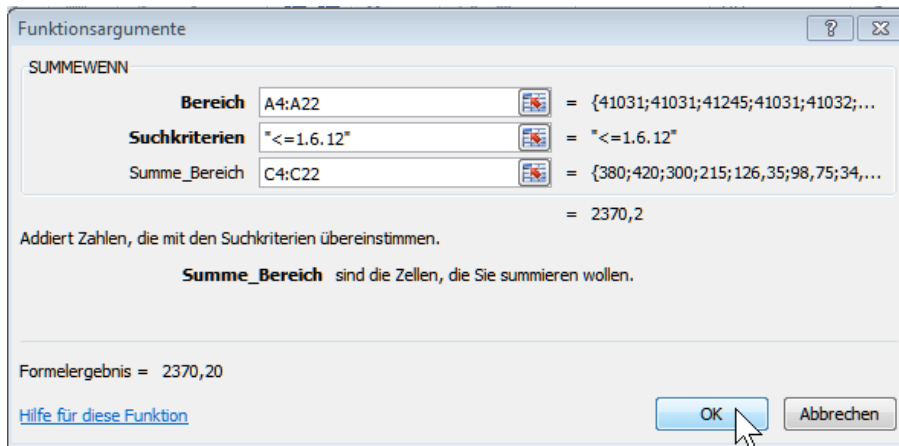 Funktionsargumente
SUMMEWENN
Bereich A4:A22 = {41031;41031;41245;41031;41032;...
Suchkriterien "<=1.6.12" = "<=1.6.12"
Summe_Bereich C4:C22 = {380;420;300;215;126,35;98,75;34,...
= 2370,2
Addiert Zahlen, die mit den Suchkriterien übereinstimmen.
Summe_Bereich sind die Zellen, die Sie summieren wollen.
Formelergebnis = 2370,20
Hilfe für diese Funktion
OK Abbrechen